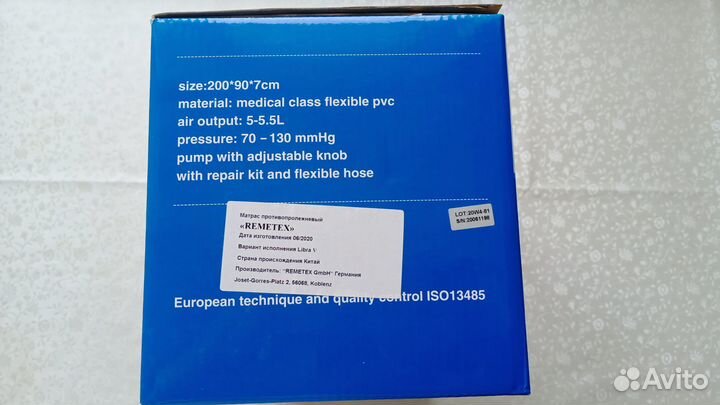 size:200*90*7cm
material: medical class flexible pvc
air output: 5-5.5L
pressure: 70 – 130 mmHg
pump with adjustable knob
with repair kit and flexible hose
Матрас противопролежневый
«REMETEX»
Дата изготовления 06/2020
Вариант исполнения Libra V
Страна происхождения Китай
Производитель: "REMETEX GmbH" Германия
Joset-Gorres-Platz 2, 56068, Koblenz
LOT:20W4-61
S/N:20061198
European technique and quality control ISO13485
Avito